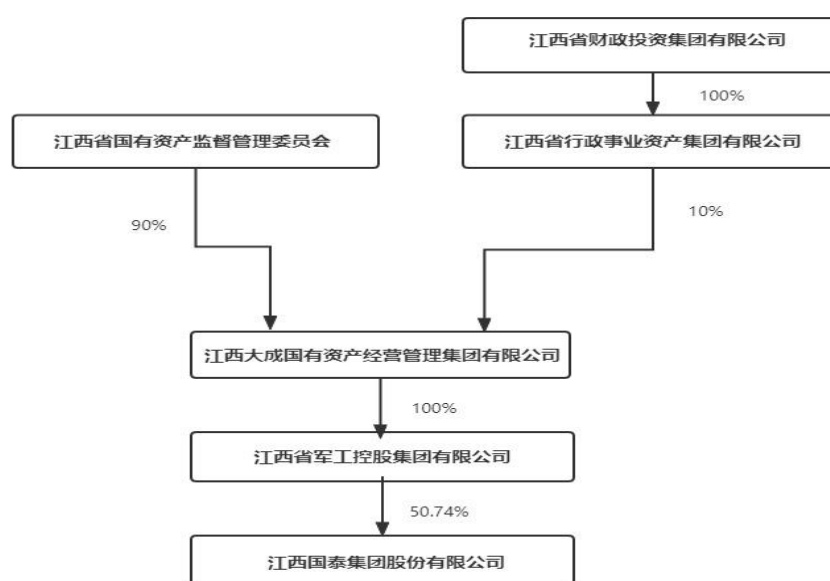 江西省财政投资集团有限公司
100%
江西省国有资产监督管理委员会
江西省行政事业资产集团有限公司
90%
10%
江西大成国有资产经营管理集团有限公司
100%
江西省军工控股集团有限公司
50.74%
江西国泰集团股份有限公司